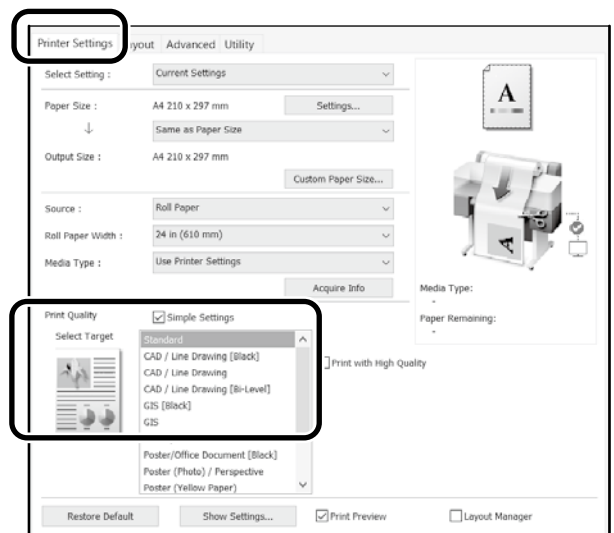 Printer Settings yout Advanced Utility
Select Setting : Current Settings
Paper Size : A4 210 x 297 mm Settings...
↓ Same as Paper Size
Output Size : A4 210 x 297 mm
Custom Paper Size...
Source : Roll Paper
Roll Paper Width : 24 in (610 mm)
Media Type : Use Printer Settings
Acquire Info
A
A
Media Type:
-
Paper Remaining:
-
Print Quality Simple Settings
Select Target
Standard
CAD / Line Drawing [Black]
CAD / Line Drawing
CAD / Line Drawing [Bi-Level]
GIS [Black]
GIS
Poster/Office Document [Black]
Poster (Photo) / Perspective
Poster (Yellow Paper)
Print with High Quality
Restore Default Show Settings... Print Preview Layout Manager